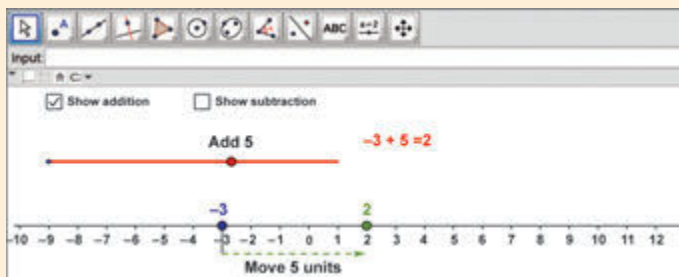 ABC a=2
Input:
Show addition Show subtraction
Add 5 –3 + 5 =2
–3 2
–10 –9 –8 –7 –6 –5 –4 –3 –2 –1 0 1 2 3 4 5 6 7 8 9 10 11 12
Move 5 units